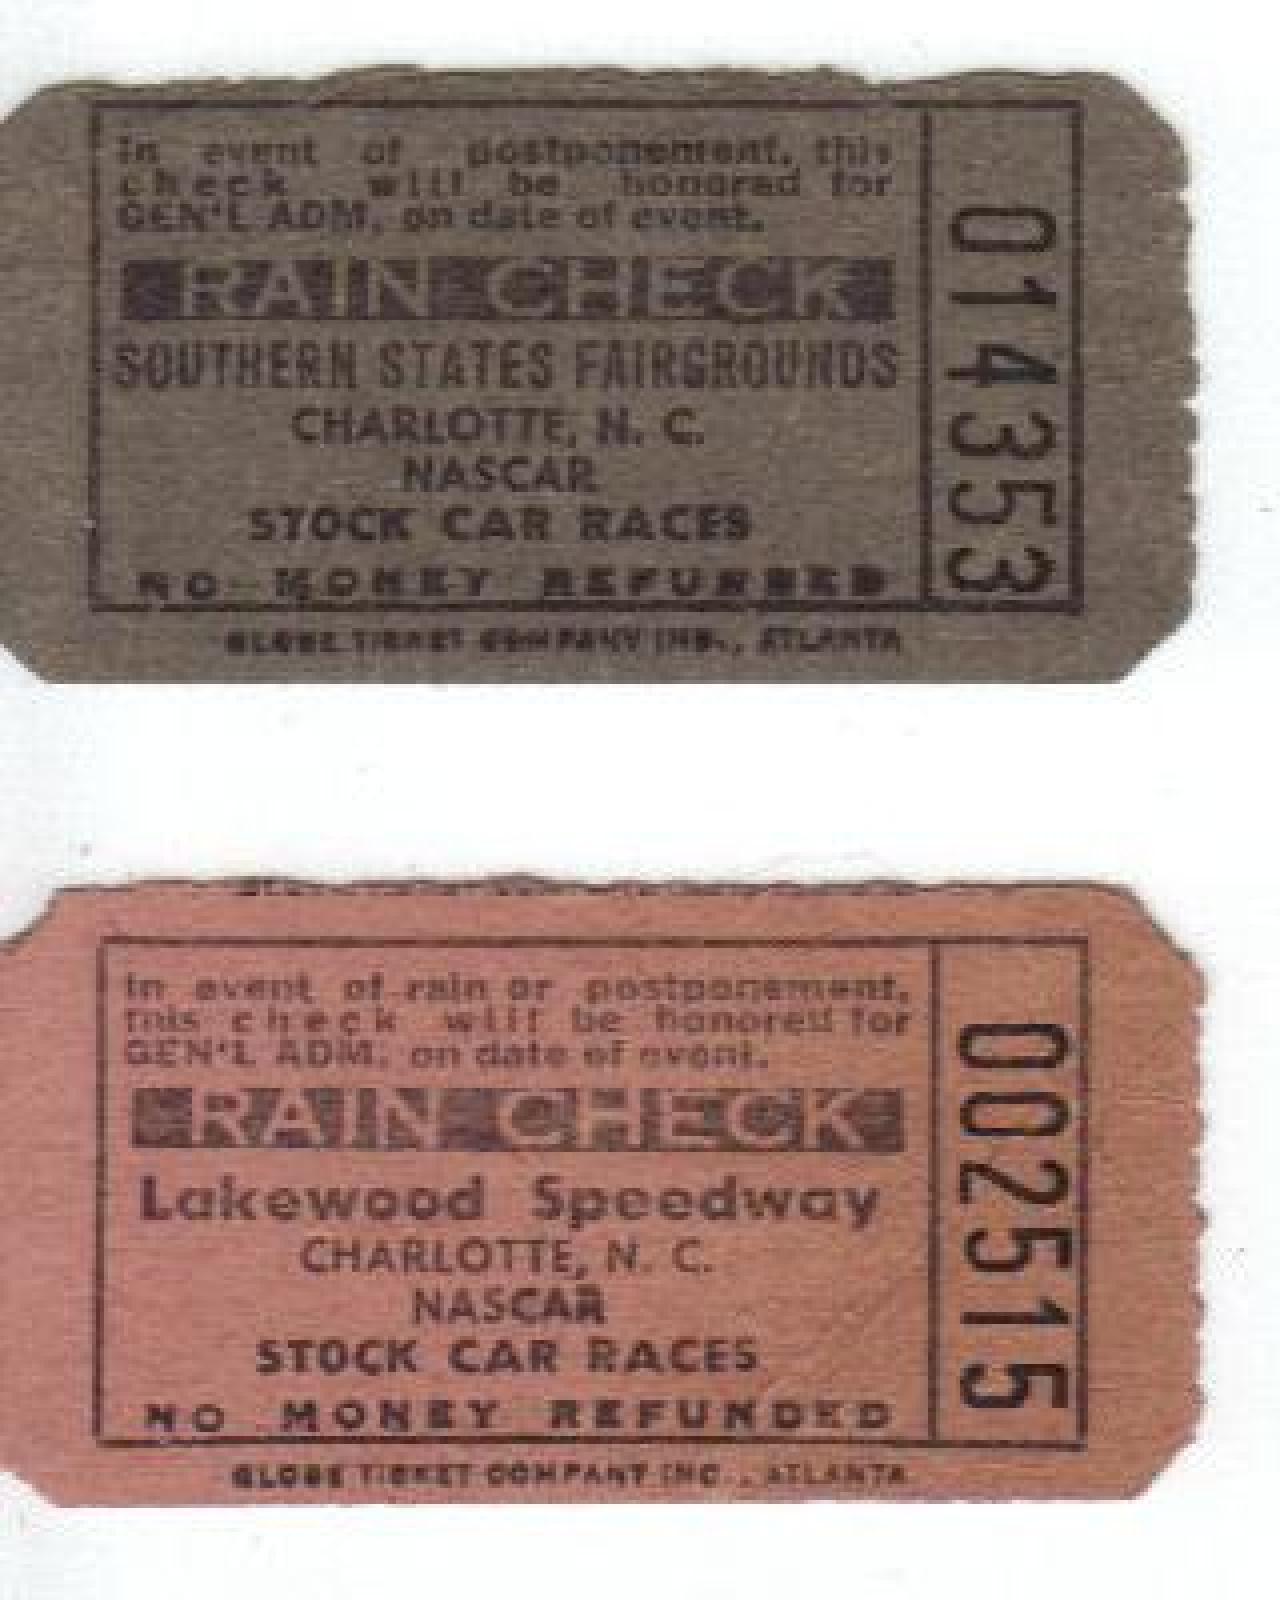 In event of postponement, this
check will be honored for
GEN'L ADM. on date of event.
RAIN CHECK
SOUTHERN STATES FAIRGROUNDS
CHARLOTTE, N. C.
NASCAR
STOCK CAR RACES
NO MONEY REFUNDED
GLOBE TICKET COMPANY INC., ATLANTA
014353
In event of rain or postponement,
this check will be honored for
GEN'L ADM. on date of event.
RAIN CHECK
Lakewood Speedway
CHARLOTTE, N. C.
NASCAR
STOCK CAR RACES
NO MONEY REFUNDED
GLOBE TICKET COMPANY INC., ATLANTA
002515